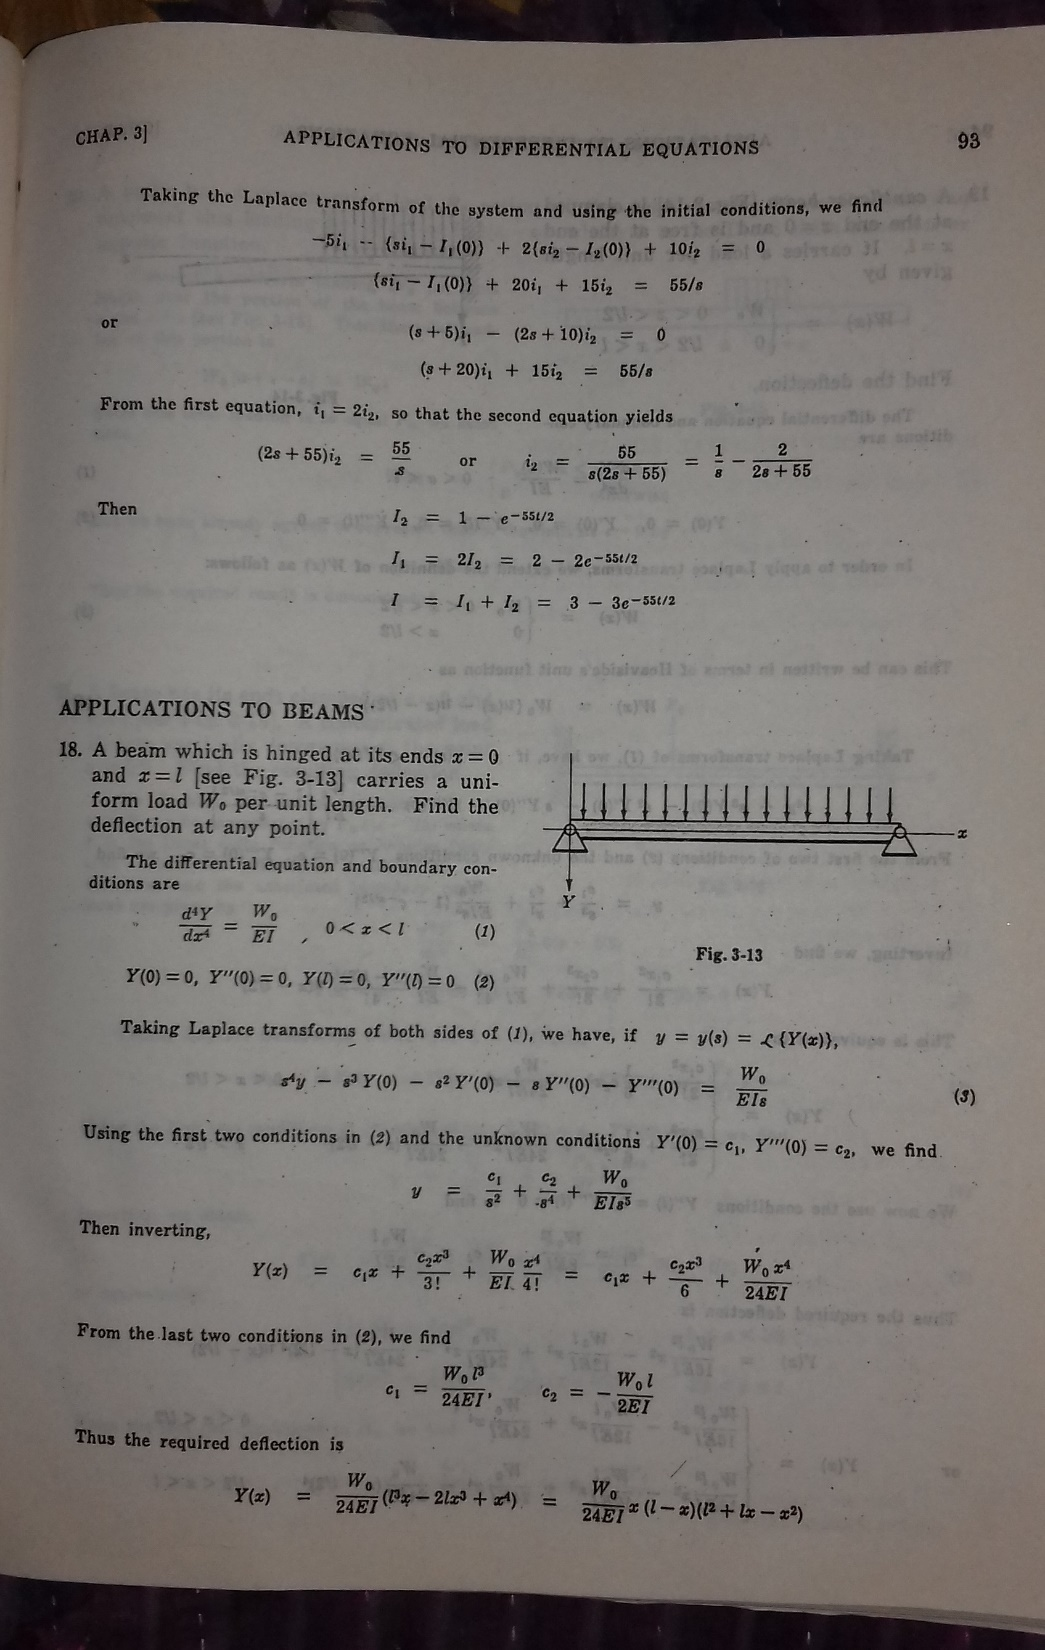 CHAP. 3]
APPLICATIONS TO DIFFERENTIAL EQUATIONS
93
Taking the Laplace transform of the system and using the initial conditions, we find
−5i₁ -- {si₁ − I₁(0)} + 2{si₂ − I₂(0)} + 10i₂ = 0
{si₁ − I₁(0)} + 20i₁ + 15i₂ = 55/s
or
(s + 5)i₁ − (2s + 10)i₂ = 0
(s + 20)i₁ + 15i₂ = 55/s
From the first equation, i₁ = 2i₂, so that the second equation yields
(2s + 55)i₂ = 55/s or i₂ = 55/s(2s + 55) = 1/s − 2/2s + 55
Then
I₂ = 1 − e^−55t/2
I₁ = 2I₂ = 2 − 2e^−55t/2
I = I₁ + I₂ = 3 − 3e^−55t/2
APPLICATIONS TO BEAMS
18. A beam which is hinged at its ends x = 0
and x = l [see Fig. 3-13] carries a uni-
form load W₀ per unit length. Find the
deflection at any point.
The differential equation and boundary con-
ditions are
d⁴Y/dx⁴ = W₀/EI , 0 < x < l (1)
Y(0) = 0, Y''(0) = 0, Y(l) = 0, Y''(l) = 0 (2)
x
Y
Fig. 3-13
Taking Laplace transforms of both sides of (1), we have, if y = y(s) = ℒ{Y(x)},
s⁴y − s³ Y(0) − s² Y'(0) − s Y''(0) − Y'''(0) = W₀/EIs (3)
Using the first two conditions in (2) and the unknown conditions Y'(0) = c₁, Y'''(0) = c₂, we find
y = c₁/s² + c₂/s⁴ + W₀/EIs⁵
Then inverting,
Y(x) = c₁x + c₂x³/3! + W₀/EI x⁴/4! = c₁x + c₂x³/6 + W₀x⁴/24EI
From the last two conditions in (2), we find
c₁ = W₀l³/24EI, c₂ = −W₀l/2EI
Thus the required deflection is
Y(x) = W₀/24EI (l³x − 2lx³ + x⁴) = W₀/24EI x (l − x)(l² + lx − x²)